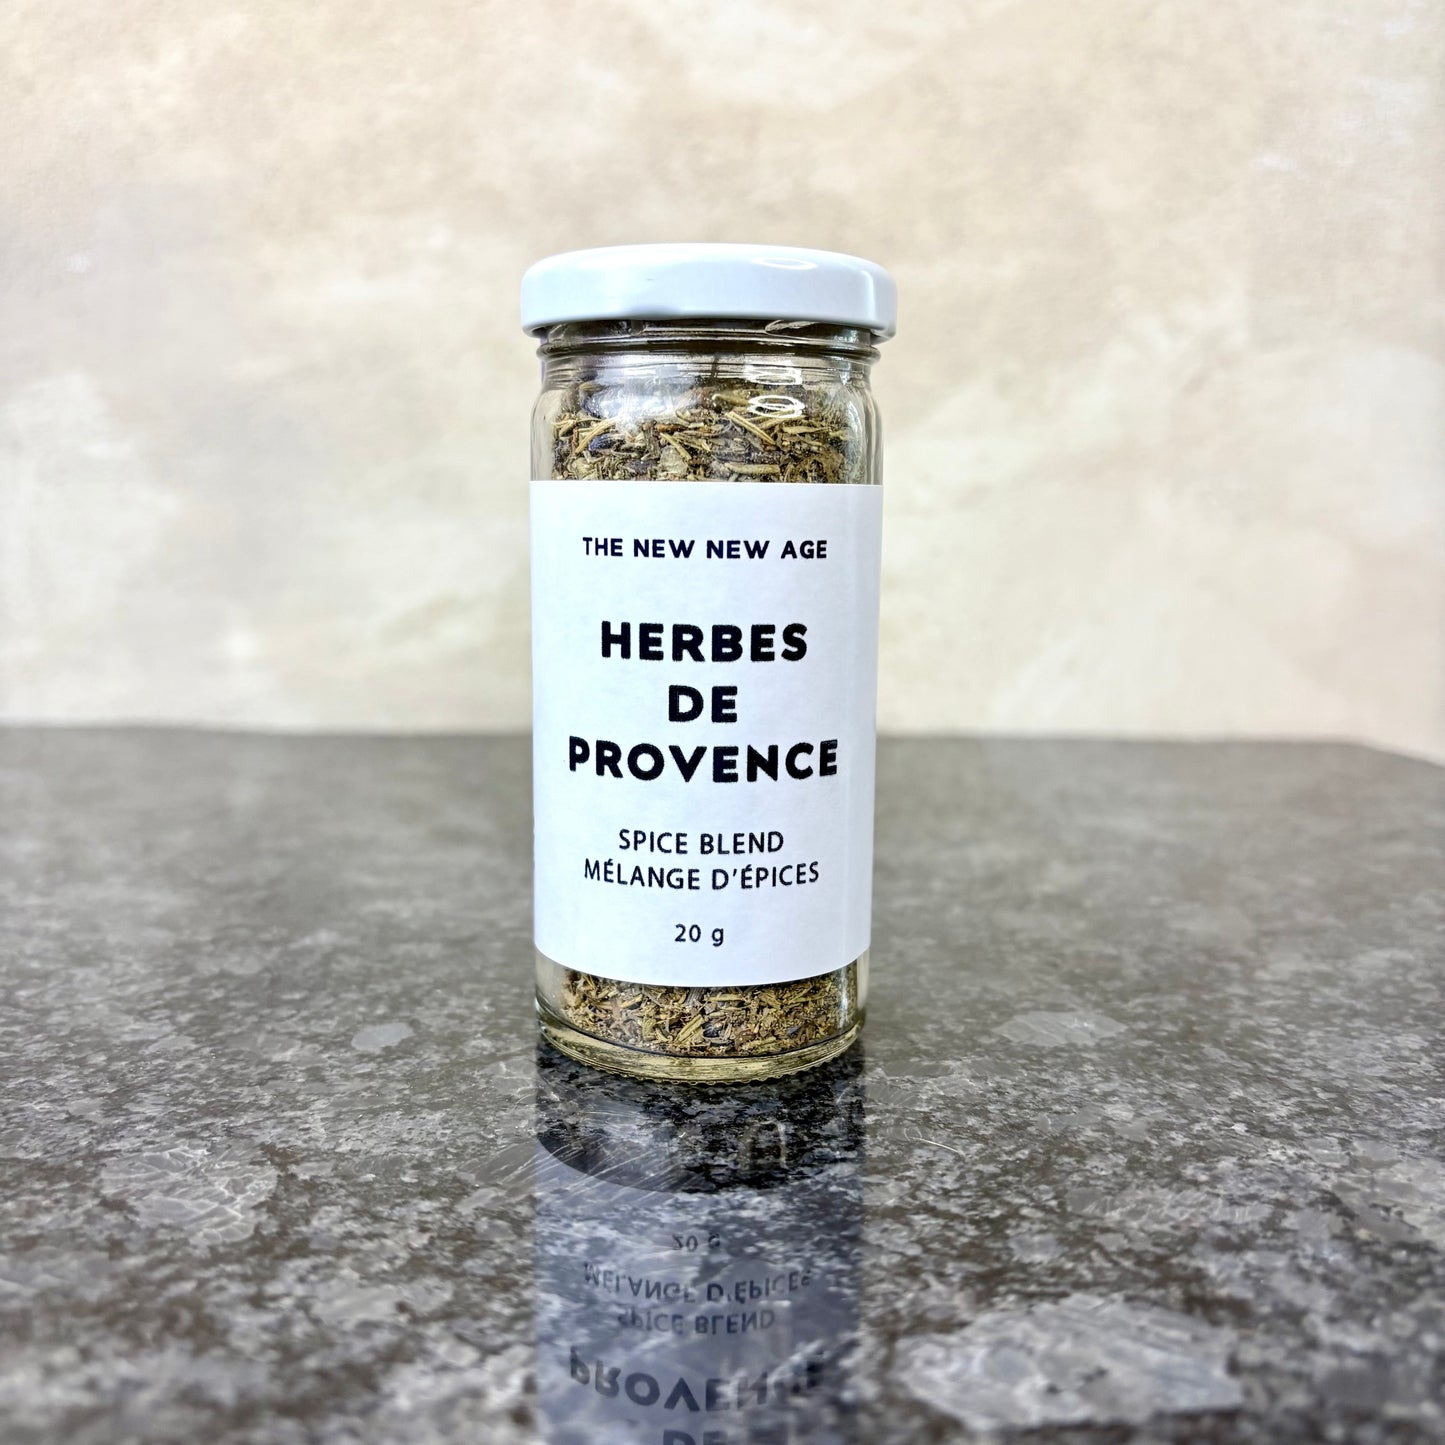 THE NEW NEW AGE
HERBES
DE
PROVENCE
SPICE BLEND
MÉLANGE D'ÉPICES
20 g